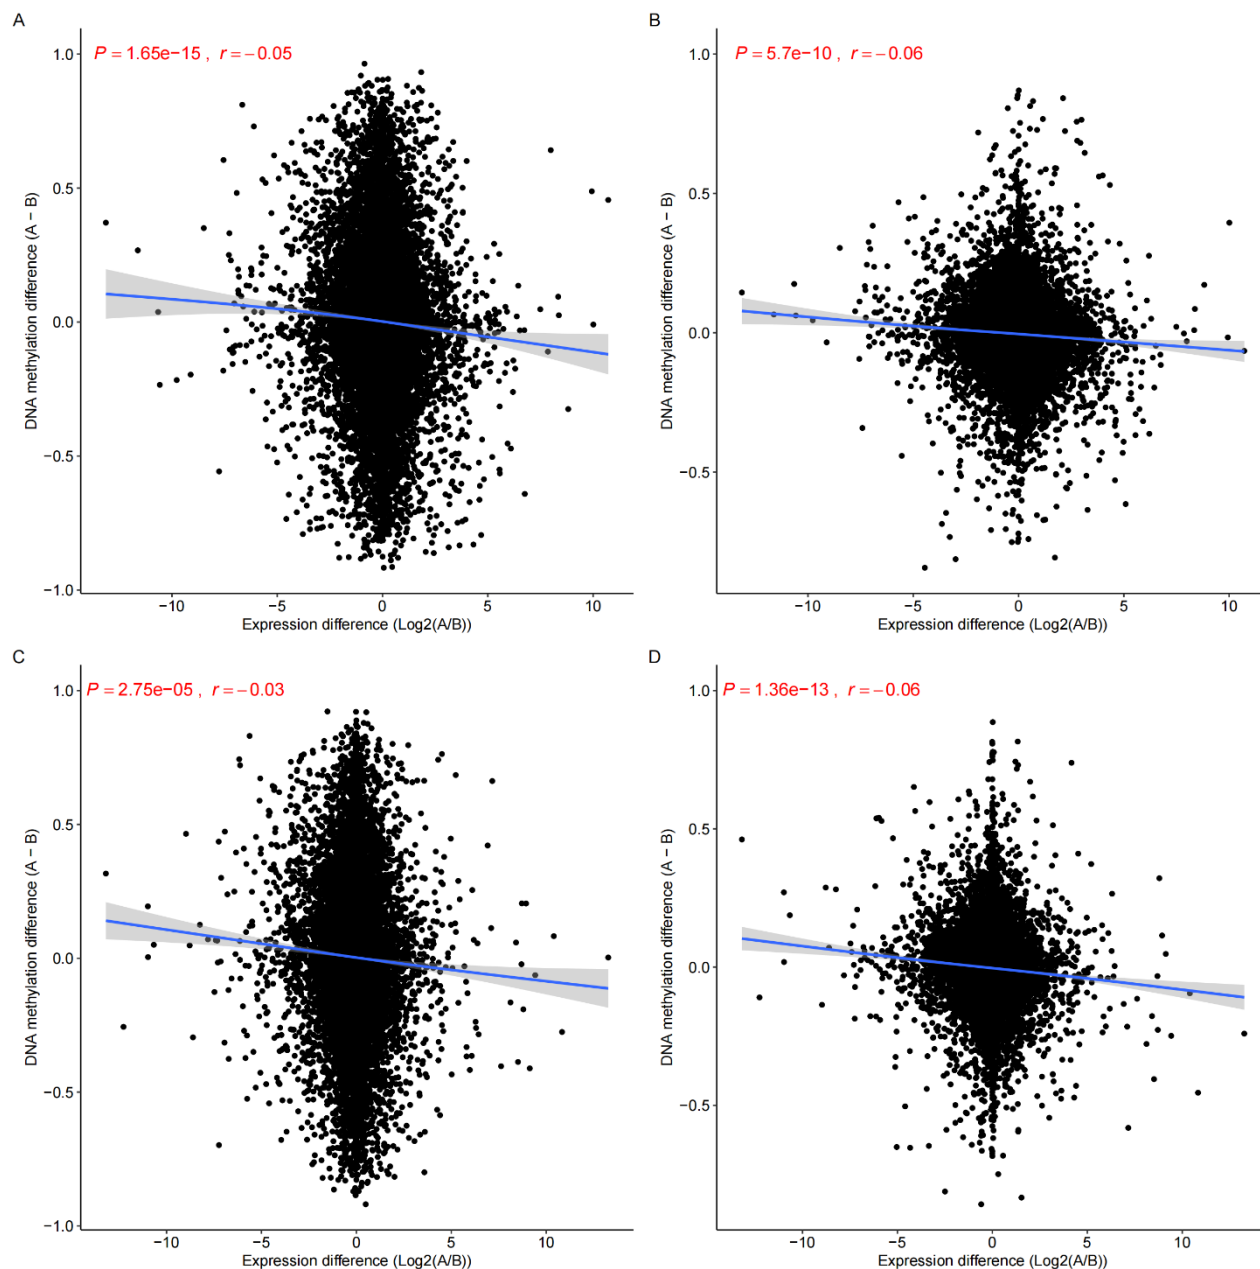 A
P = 1.65e−15 , r = −0.05
1.0
0.5
0.0
−0.5
−1.0
DNA methylation difference (A − B)
−10 −5 0 5 10
Expression difference (Log2(A/B))
B
P = 5.7e−10 , r = −0.06
1.0
0.5
0.0
−0.5
DNA methylation difference (A − B)
−10 −5 0 5 10
Expression difference (Log2(A/B))
C
P = 2.75e−05 , r = −0.03
1.0
0.5
0.0
−0.5
−1.0
DNA methylation difference (A − B)
−10 −5 0 5 10
Expression difference (Log2(A/B))
D
P = 1.36e−13 , r = −0.06
1.0
0.5
0.0
−0.5
DNA methylation difference (A − B)
−10 −5 0 5 10
Expression difference (Log2(A/B))